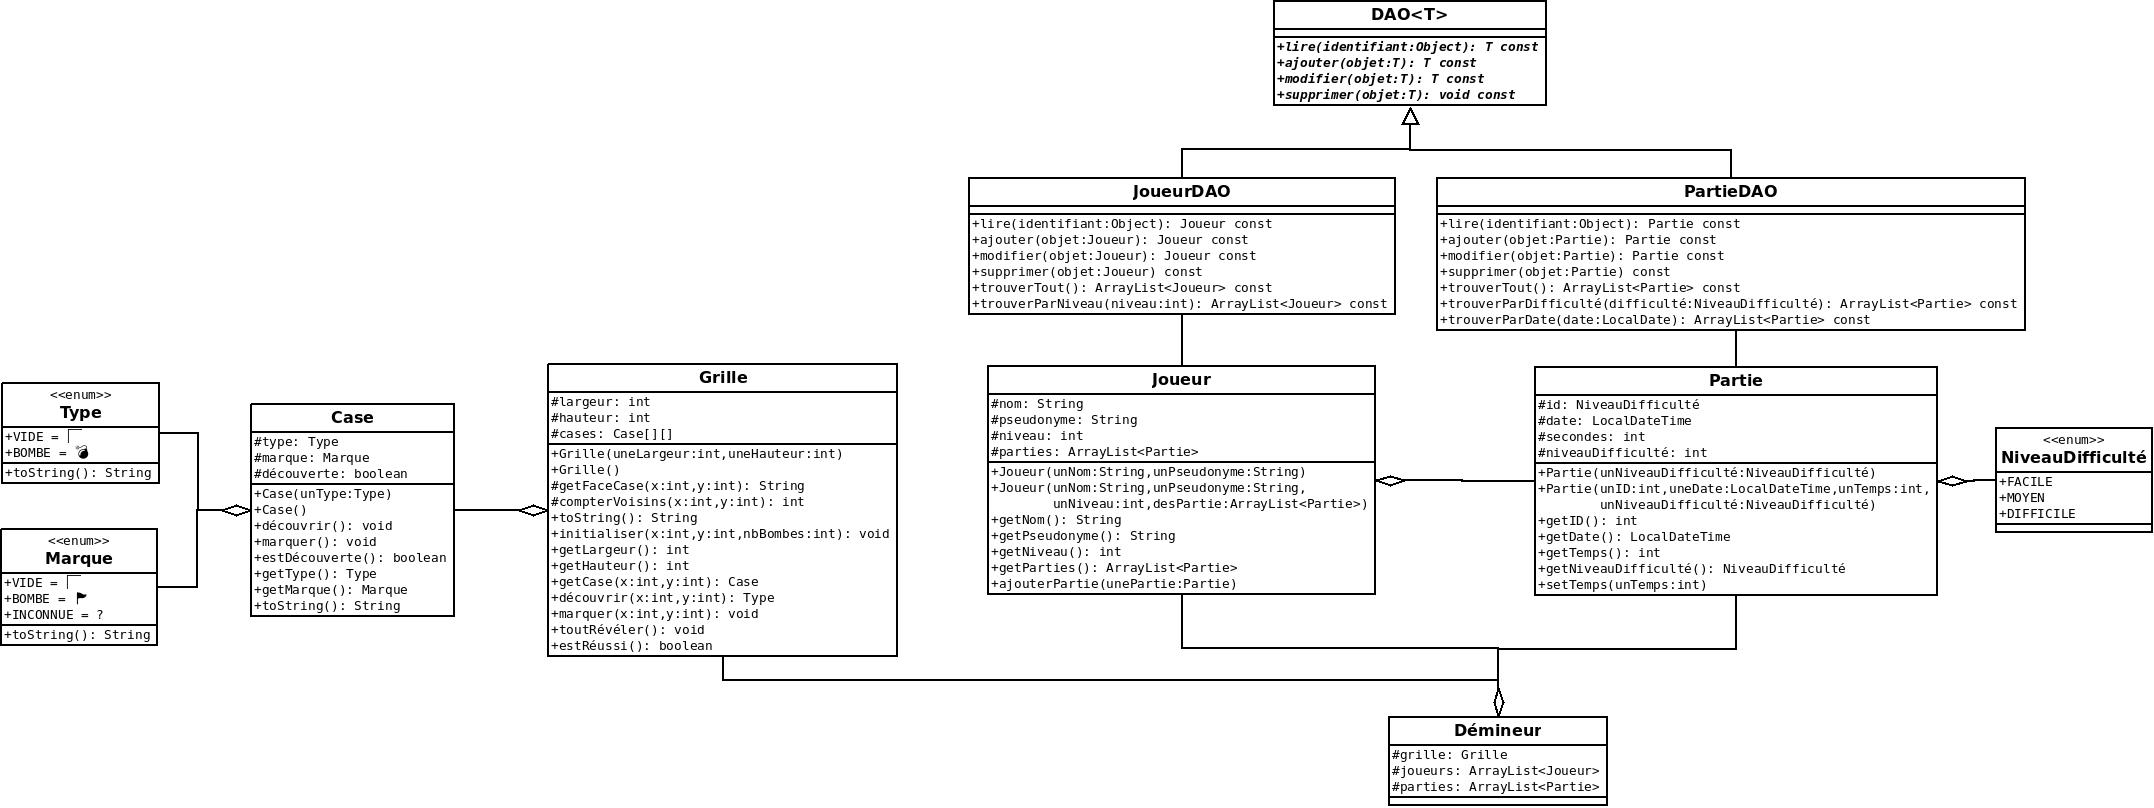 DAO<T>
+lire(identifiant:Object): T const
+ajouter(objet:T): T const
+modifier(objet:T): T const
+supprimer(objet:T): void const
JoueurDAO
+lire(identifiant:Object): Joueur const
+ajouter(objet:Joueur): Joueur const
+modifier(objet:Joueur): Joueur const
+supprimer(objet:Joueur) const
+trouverTout(): ArrayList<Joueur> const
+trouverParNiveau(niveau:int): ArrayList<Joueur> const
PartieDAO
+lire(identifiant:Object): Partie const
+ajouter(objet:Partie): Partie const
+modifier(objet:Partie): Partie const
+supprimer(objet:Partie) const
+trouverTout(): ArrayList<Partie> const
+trouverParDifficulté(difficulté:NiveauDifficulté): ArrayList<Partie> const
+trouverParDate(date:LocalDate): ArrayList<Partie> const
<<enum>>
Type
+VIDE =
+BOMBE = 💣
+toString(): String
<<enum>>
Marque
+VIDE =
+BOMBE = ⚑
+INCONNUE = ?
+toString(): String
Case
#type: Type
#marque: Marque
#découverte: boolean
+Case(unType:Type)
+Case()
+découvrir(): void
+marquer(): void
+estDécouverte(): boolean
+getType(): Type
+getMarque(): Marque
+toString(): String
Grille
#largeur: int
#hauteur: int
#cases: Case[][]
+Grille(uneLargeur:int,uneHauteur:int)
+Grille()
#getFaceCase(x:int,y:int): String
#compterVoisins(x:int,y:int): int
+toString(): String
+initialiser(x:int,y:int,nbBombes:int): void
+getLargeur(): int
+getHauteur(): int
+getCase(x:int,y:int): Case
+découvrir(x:int,y:int): Type
+marquer(x:int,y:int): void
+toutRévéler(): void
+estRéussi(): boolean
Joueur
#nom: String
#pseudonyme: String
#niveau: int
#parties: ArrayList<Partie>
+Joueur(unNom:String,unPseudonyme:String)
+Joueur(unNom:String,unPseudonyme:String,
unNiveau:int,desPartie:ArrayList<Partie>)
+getNom(): String
+getPseudonyme(): String
+getNiveau(): int
+getParties(): ArrayList<Partie>
+ajouterPartie(unePartie:Partie)
Partie
#id: NiveauDifficulté
#date: LocalDateTime
#secondes: int
#niveauDifficulté: int
+Partie(unNiveauDifficulté:NiveauDifficulté)
+Partie(unID:int,uneDate:LocalDateTime,unTemps:int,
unNiveauDifficulté:NiveauDifficulté)
+getID(): int
+getDate(): LocalDateTime
+getTemps(): int
+getNiveauDifficulté(): NiveauDifficulté
+setTemps(unTemps:int)
<<enum>>
NiveauDifficulté
+FACILE
+MOYEN
+DIFFICILE
Démineur
#grille: Grille
#joueurs: ArrayList<Joueur>
#parties: ArrayList<Partie>